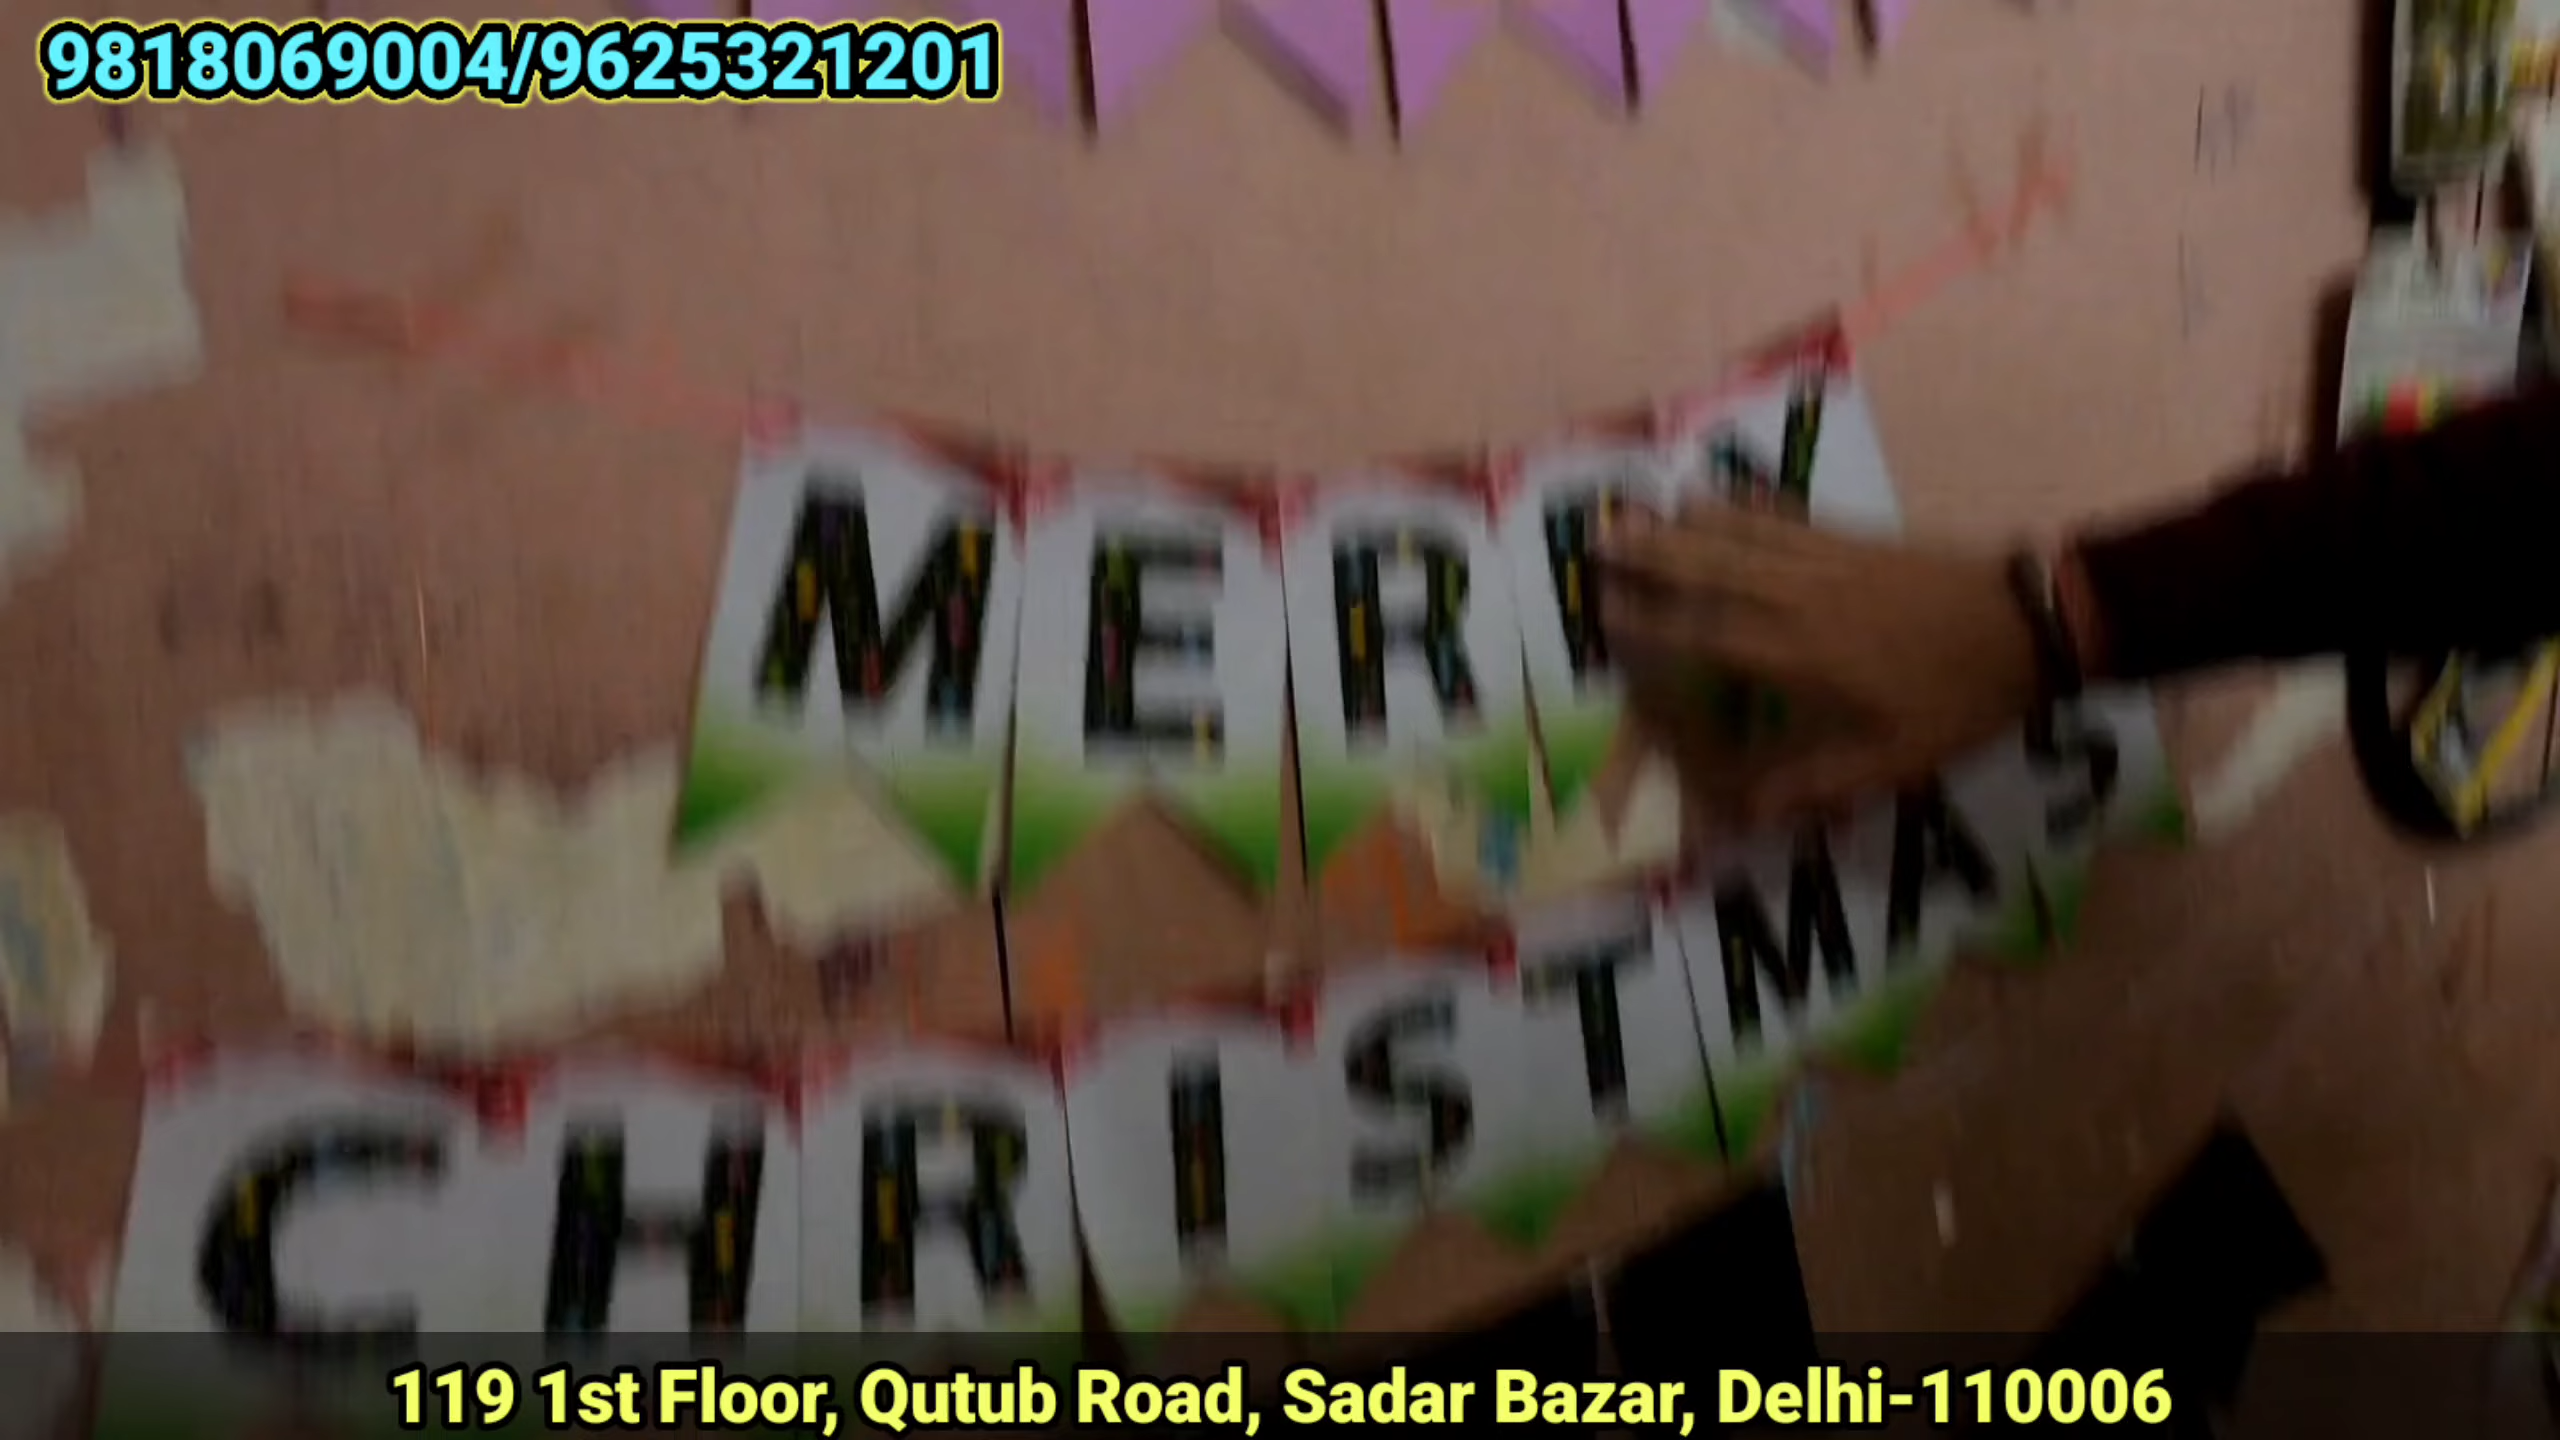 9818069004/9625321201
MERRY
CHRISTMAS
119 1st Floor, Qutub Road, Sadar Bazar, Delhi-110006